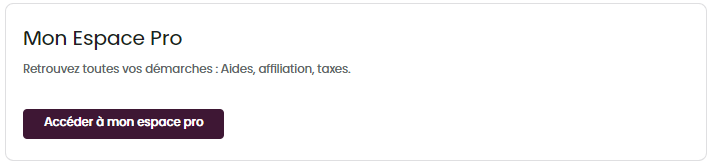 Mon Espace Pro
Retrouvez toutes vos démarches : Aides, affiliation, taxes.
Accéder à mon espace pro